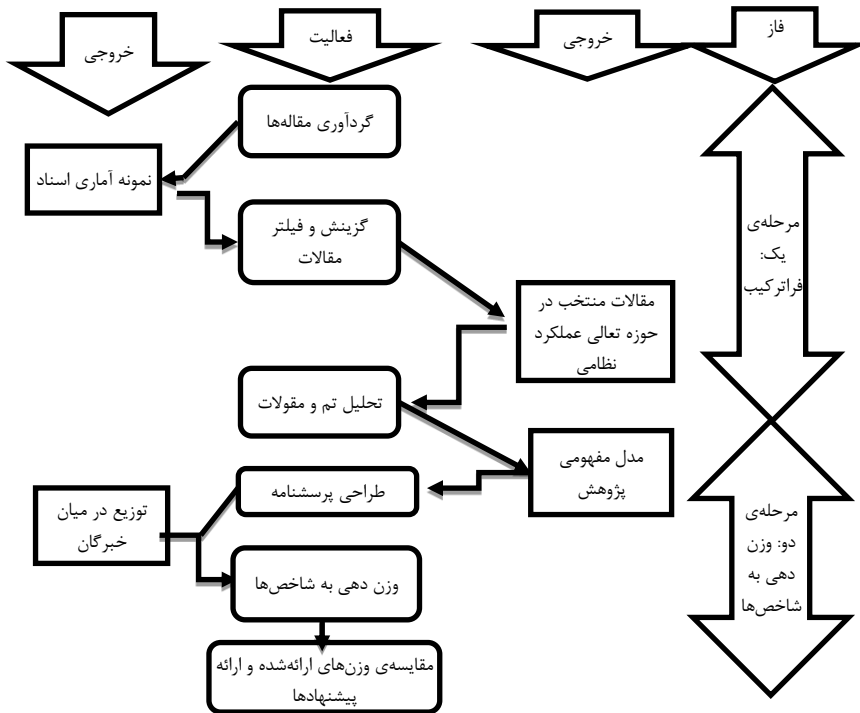 فاز
خروجی
فعالیت
خروجی
گردآوری مقاله‌ها
نمونه آماری اسناد
گزینش و فیلتر
مقالات
مرحله‌ی
یک:
فراترکیب
مقالات منتخب در
حوزه تعالی عملکرد
نظامی
تحلیل تم و مقولات
مدل مفهومی
پژوهش
طراحی پرسشنامه
توزیع در میان
خبرگان
مرحله‌ی
دو: وزن
دهی به
شاخص‌ها
وزن دهی به شاخص‌ها
مقایسه‌ی وزن‌های ارائه‌شده و ارائه
پیشنهادها